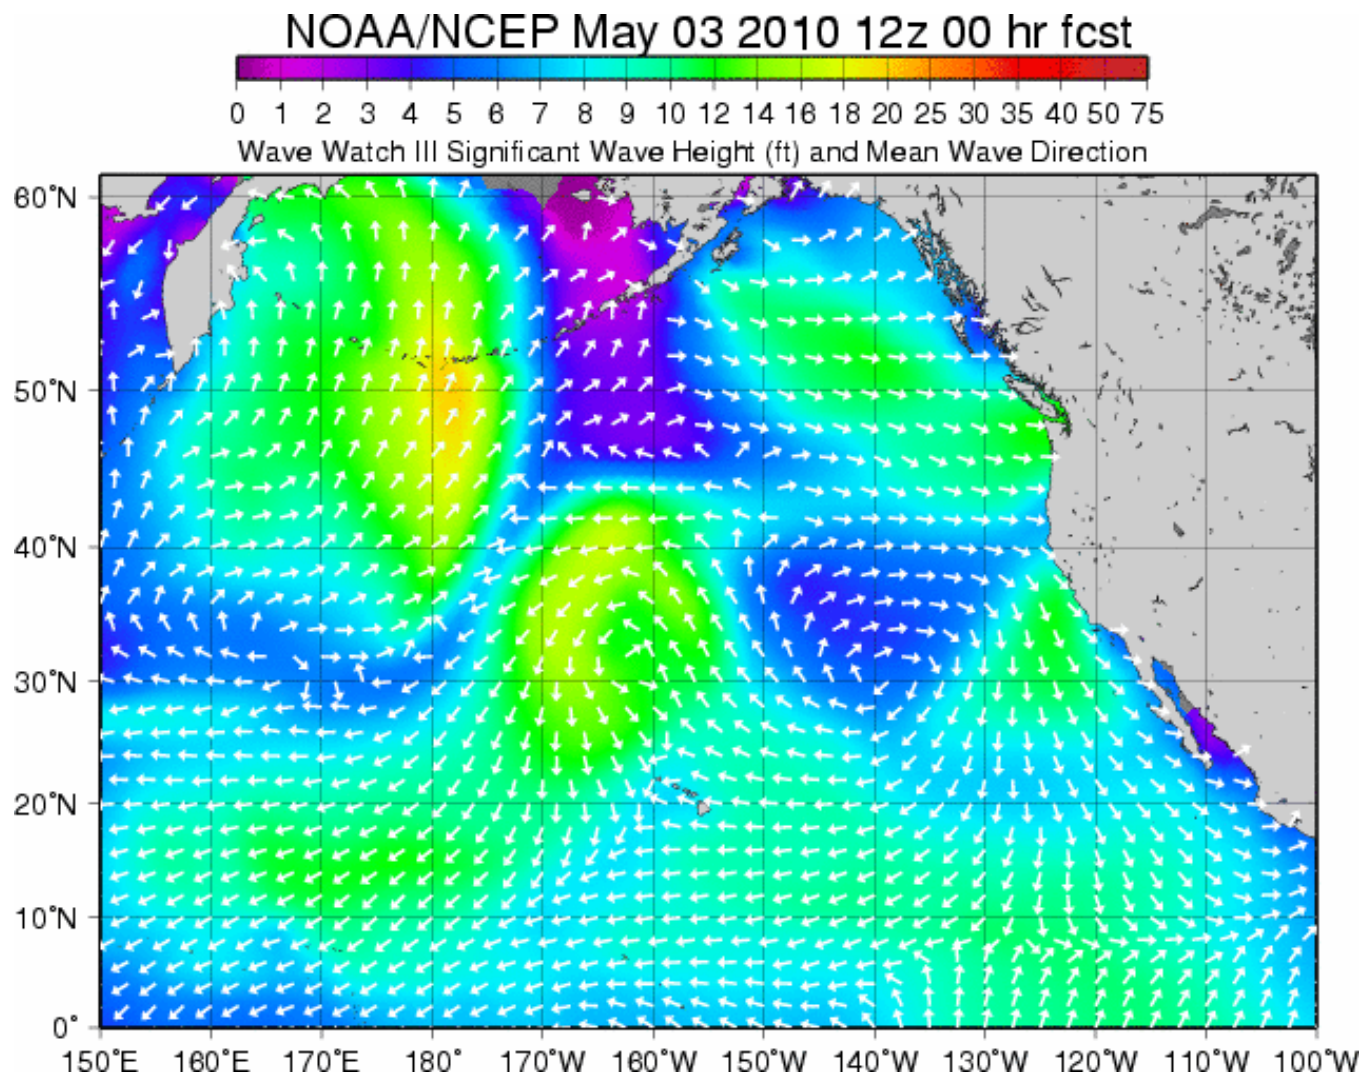 NOAA/NCEP May 03 2010 12z 00 hr fcst
0 1 2 3 4 5 6 7 8 9 10 12 14 16 18 20 25 30 35 40 50 75
Wave Watch III Significant Wave Height (ft) and Mean Wave Direction
60°N
50°N
40°N
30°N
20°N
10°N
0°
150°E 160°E 170°E 180° 170°W 160°W 150°W 140°W 130°W 120°W 110°W 100°W